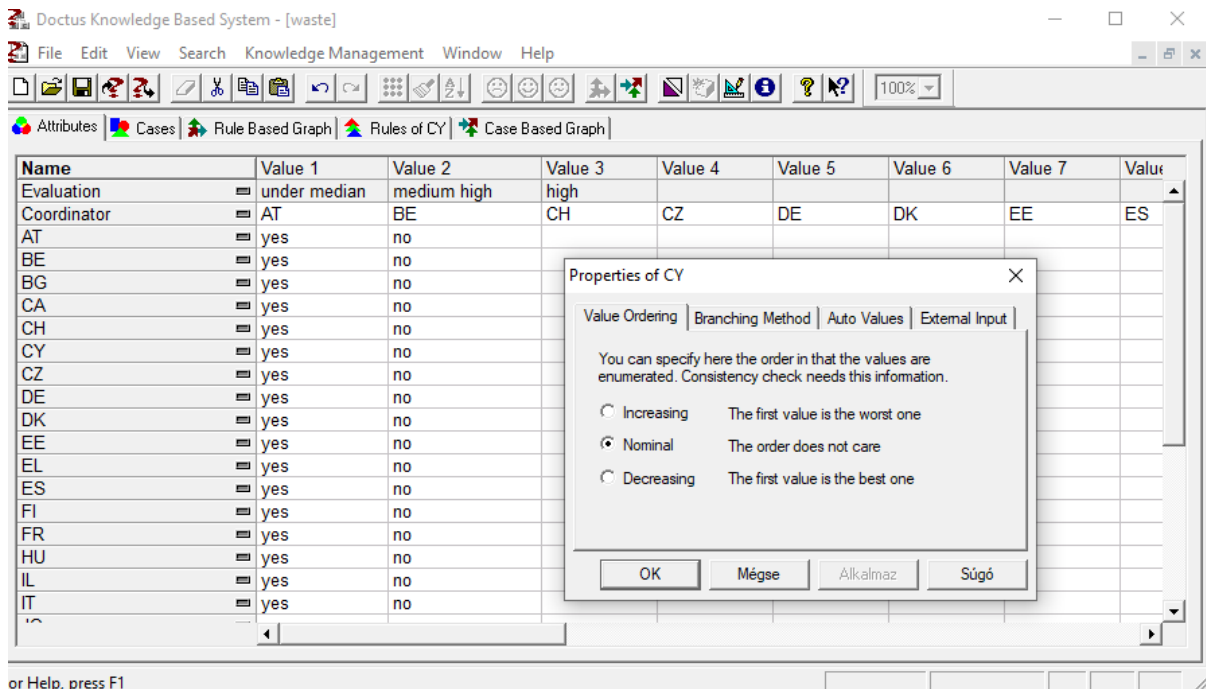 Doctus Knowledge Based System - [waste]
File Edit View Search Knowledge Management Window Help
100%
Attributes Cases Rule Based Graph Rules of CY Case Based Graph
Name Value 1 Value 2 Value 3 Value 4 Value 5 Value 6 Value 7 Value
Evaluation under median medium high high
Coordinator AT BE CH CZ DE DK EE ES
AT yes no
BE yes no
BG yes no
CA yes no
CH yes no
CY yes no
CZ yes no
DE yes no
DK yes no
EE yes no
EL yes no
ES yes no
FI yes no
FR yes no
HU yes no
IL yes no
IT yes no
Properties of CY
Value Ordering Branching Method Auto Values External Input
You can specify here the order in that the values are
enumerated. Consistency check needs this information.
Increasing The first value is the worst one
Nominal The order does not care
Decreasing The first value is the best one
OK Mégse Alkalmaz Súgó
or Help, press F1